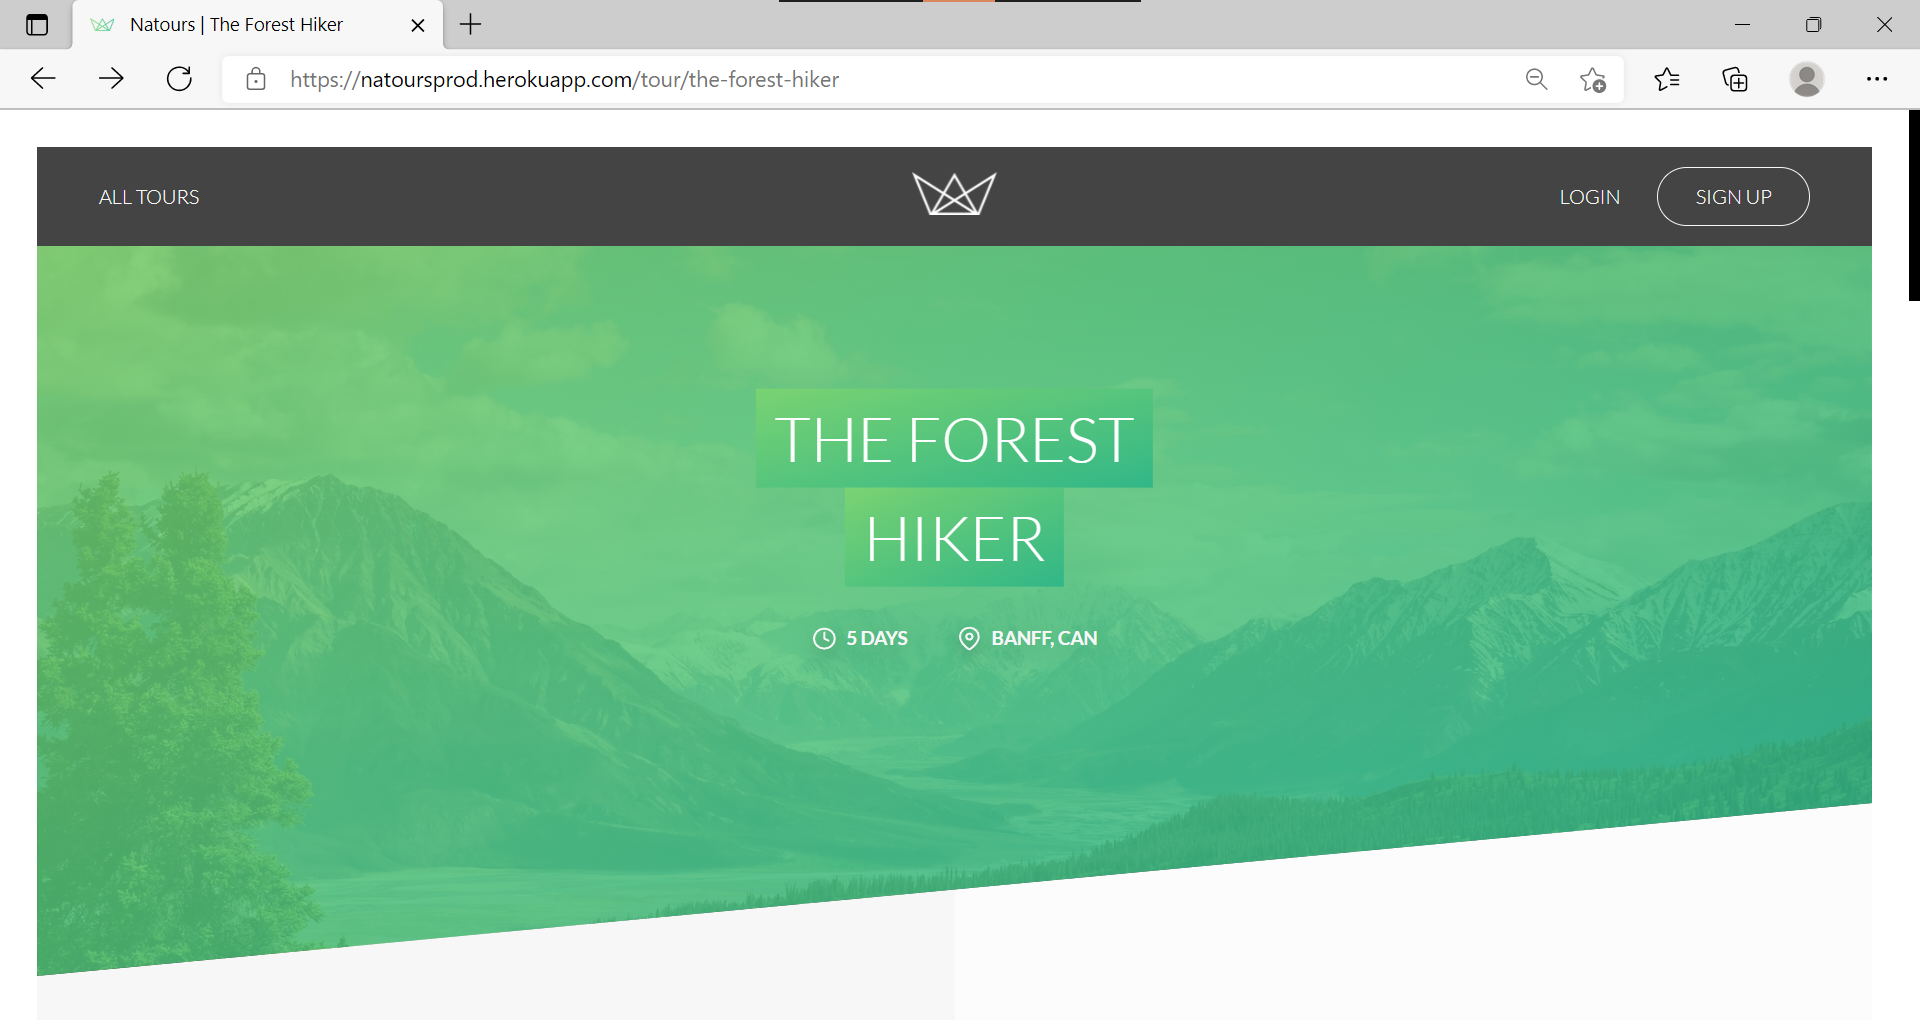 Natours | The Forest Hiker
https://natoursprod.herokuapp.com/tour/the-forest-hiker
ALL TOURS
LOGIN
SIGN UP
THE FOREST
HIKER
5 DAYS
BANFF, CAN